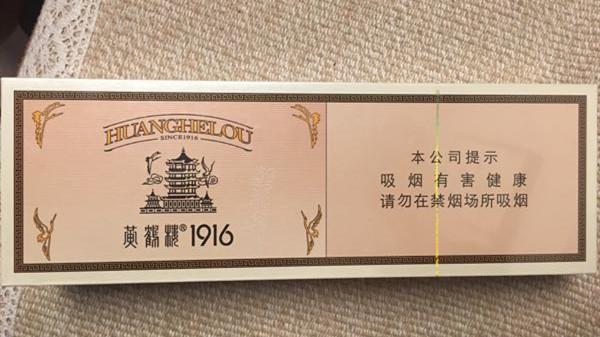 HUANGHELOU
SINCE1916
黄鹤楼®1916
本公司提示
吸烟有害健康
请勿在禁烟场所吸烟